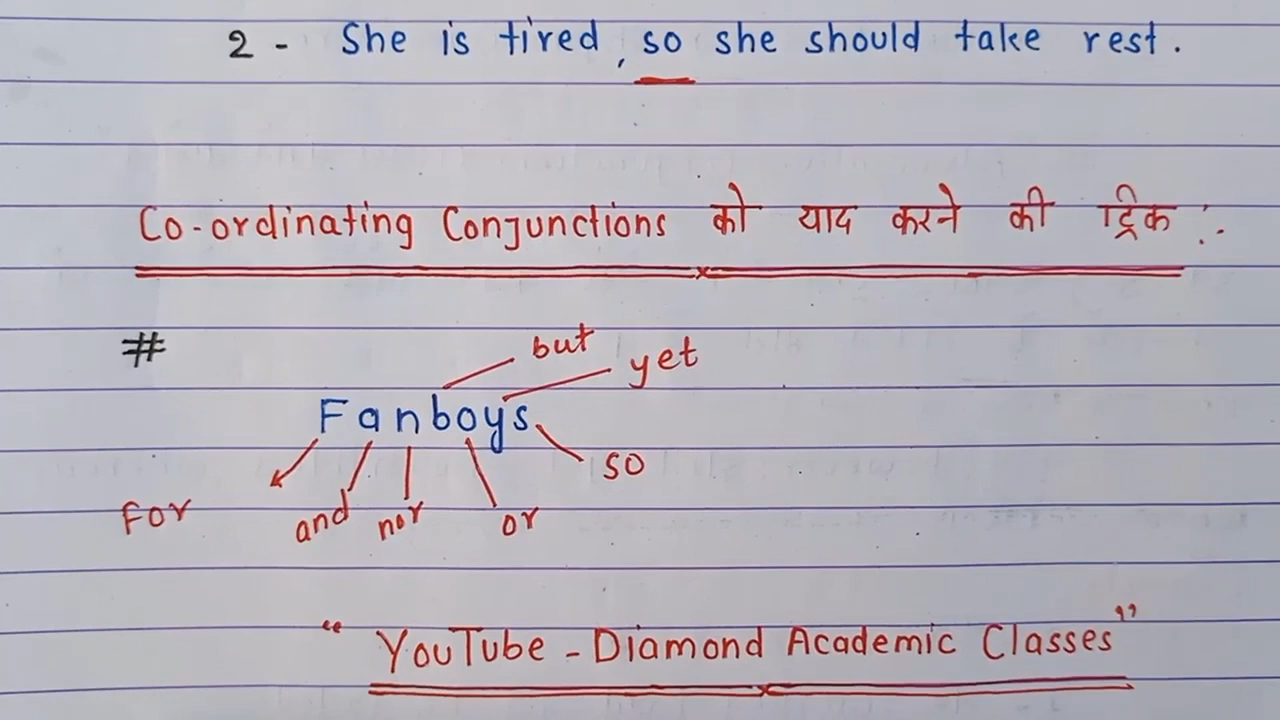 2 - She is tired, so she should take rest.
Co-ordinating Conjunctions को याद करने की ट्रिक :-
#
but
yet
Fanboys
so
For and nor or
"YouTube - Diamond Academic Classes"